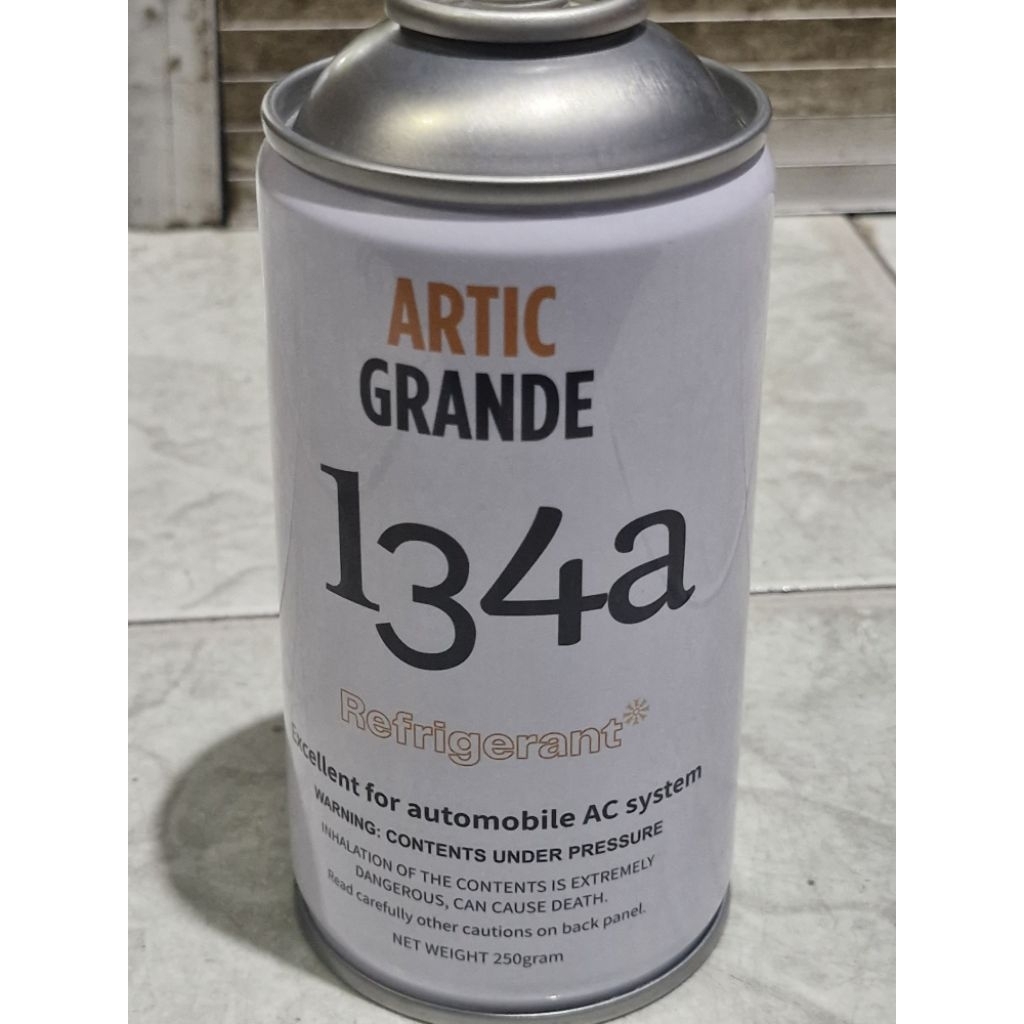 ARTIC
GRANDE
134a
Refrigerant
Excellent for automobile AC system
WARNING: CONTENTS UNDER PRESSURE
INHALATION OF THE CONTENTS IS EXTREMELY
DANGEROUS, CAN CAUSE DEATH.
Read carefully other cautions on back panel.
NET WEIGHT 250gram